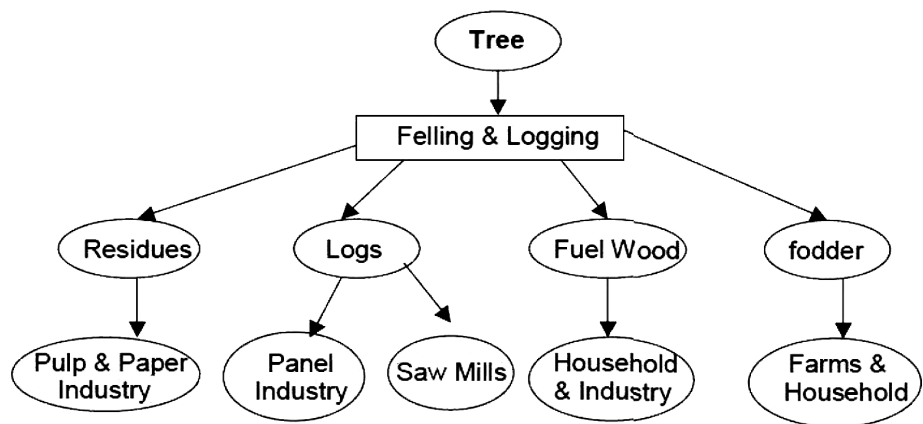 Tree
Felling & Logging
Residues
Logs
Fuel Wood
fodder
Pulp & Paper
Industry
Panel
Industry
Saw Mills
Household
& Industry
Farms &
Household